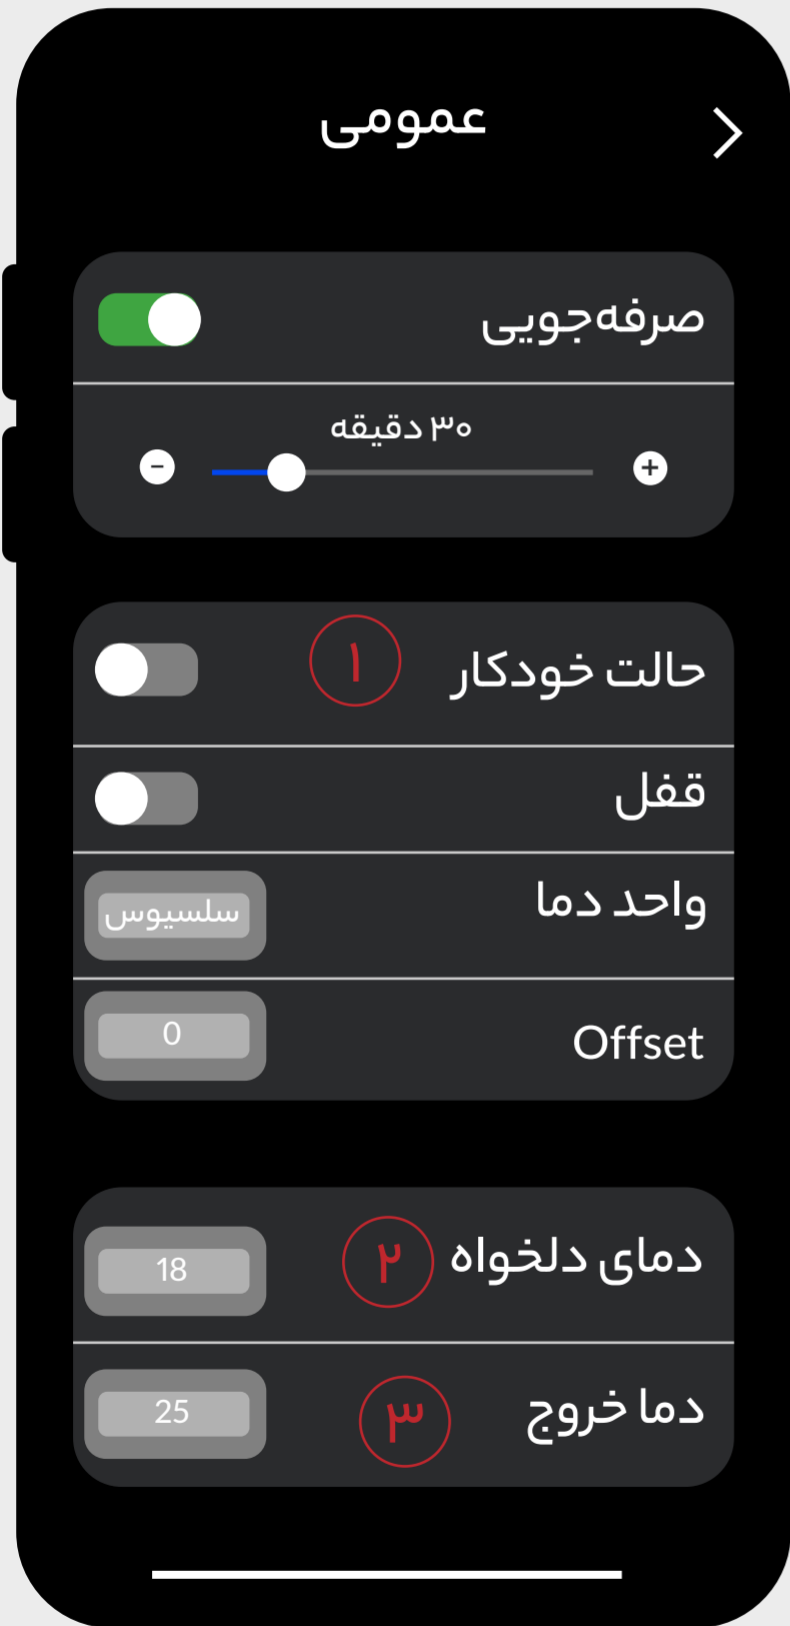 عمومی
صرفه‌جویی
۳۰ دقیقه
حالت خودکار ۱
قفل
واحد دما سلسیوس
Offset 0
دمای دلخواه ۲ 18
دما خروج ۳ 25